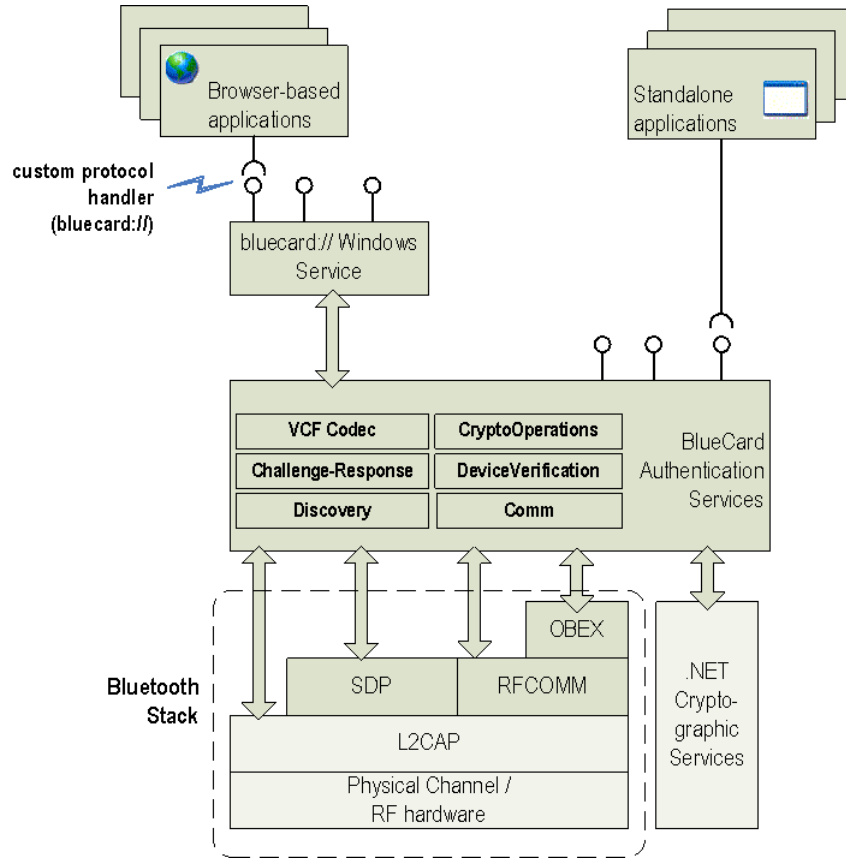 Browser-based
applications
Standalone
applications
custom protocol
handler
(bluecard://)
bluecard:// Windows
Service
VCF Codec
CryptoOperations
Challenge-Response
DeviceVerification
Discovery
Comm
BlueCard
Authentication
Services
OBEX
SDP
RFCOMM
Bluetooth
Stack
L2CAP
Physical Channel /
RF hardware
.NET
Crypto-
graphic
Services